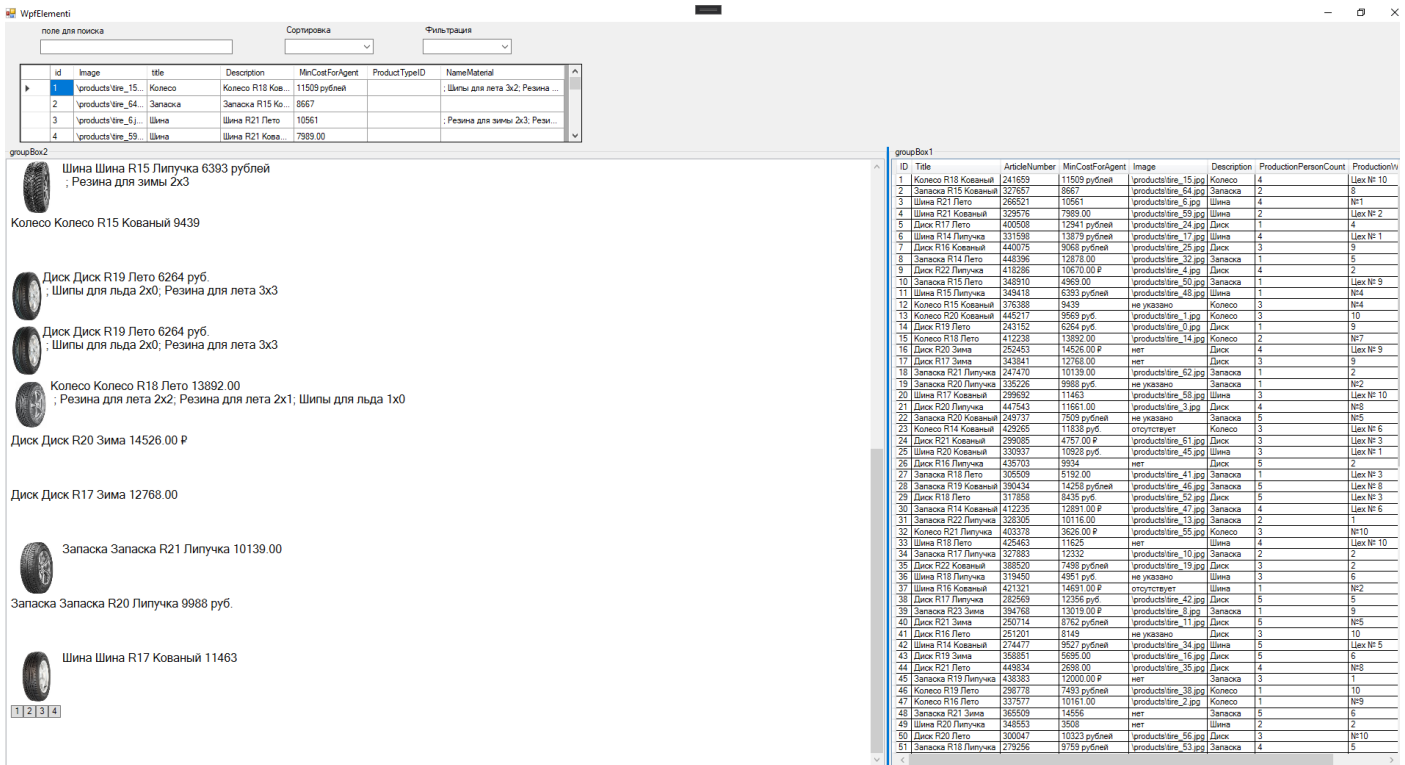 WpfElementi
поле для поиска Сортировка Фильтрация
id Image title Description MinCostForAgent ProductTypeID NameMaterial
1 \products\tire_15... Колесо Колесо R18 Ков... 11509 рублей ; Шипы для лета 3x2; Резина ...
2 \products\tire_64... Запаска Запаска R15 Ко... 8667
3 \products\tire_6.j... Шина Шина R21 Лето 10561 ; Резина для зимы 2x3; Рези...
4 \products\tire_59... Шина Шина R21 Кова... 7989.00
groupBox2
Шина Шина R15 Липучка 6393 рублей
; Резина для зимы 2x3
Колесо Колесо R15 Кованый 9439
Диск Диск R19 Лето 6264 руб.
; Шипы для льда 2x0; Резина для лета 3x3
Диск Диск R19 Лето 6264 руб.
; Шипы для льда 2x0; Резина для лета 3x3
Колесо Колесо R18 Лето 13892.00
; Резина для лета 2x2; Резина для лета 2x1; Шипы для льда 1x0
Диск Диск R20 Зима 14526.00 ₽
Диск Диск R17 Зима 12768.00
Запаска Запаска R21 Липучка 10139.00
Запаска Запаска R20 Липучка 9988 руб.
Шина Шина R17 Кованый 11463
1 2 3 4
groupBox1
ID Title ArticleNumber MinCostForAgent Image Description ProductionPersonCount ProductionW
1 Колесо R18 Кованый 241659 11509 рублей \products\tire_15.jpg Колесо 4 Цех № 10
2 Запаска R15 Кованый 327657 8667 \products\tire_64.jpg Запаска 2 8
3 Шина R21 Лето 266521 10561 \products\tire_6.jpg Шина 4 №1
4 Шина R21 Кованый 329576 7989.00 \products\tire_59.jpg Шина 2 Цех № 2
5 Диск R17 Лето 400508 12941 рублей \products\tire_24.jpg Диск 1 4
6 Шина R14 Липучка 331598 13879 рублей \products\tire_17.jpg Шина 4 Цех № 1
7 Диск R16 Кованый 440075 9068 рублей \products\tire_25.jpg Диск 3 9
8 Запаска R14 Лето 448396 12878.00 \products\tire_32.jpg Запаска 1 5
9 Диск R22 Липучка 418286 10670.00 ₽ \products\tire_4.jpg Диск 4 2
10 Запаска R15 Лето 348910 4969.00 \products\tire_50.jpg Запаска 1 Цех № 9
11 Шина R15 Липучка 349418 6393 рублей \products\tire_48.jpg Шина 1 №4
12 Колесо R15 Кованый 376388 9439 не указано Колесо 3 №4
13 Колесо R20 Кованый 445217 9569 руб. \products\tire_1.jpg Колесо 3 10
14 Диск R19 Лето 243152 6264 руб. \products\tire_0.jpg Диск 1 9
15 Колесо R18 Лето 412238 13892.00 \products\tire_14.jpg Колесо 2 №7
16 Диск R20 Зима 252453 14526.00 ₽ нет Диск 4 Цех № 9
17 Диск R17 Зима 343841 12768.00 нет Диск 3 9
18 Запаска R21 Липучка 247470 10139.00 \products\tire_62.jpg Запаска 1 2
19 Запаска R20 Липучка 335226 9988 руб. не указано Запаска 1 №2
20 Шина R17 Кованый 299692 11463 \products\tire_58.jpg Шина 3 Цех № 10
21 Диск R20 Липучка 447543 11661.00 \products\tire_3.jpg Диск 4 №8
22 Запаска R20 Кованый 249737 7509 рублей не указано Запаска 5 №5
23 Колесо R14 Кованый 429265 11838 руб. отсутствует Колесо 3 Цех № 6
24 Диск R21 Кованый 299085 4757.00 ₽ \products\tire_61.jpg Диск 3 Цех № 3
25 Шина R20 Кованый 330937 10928 руб. \products\tire_45.jpg Шина 3 Цех № 1
26 Диск R16 Липучка 435703 9934 нет Диск 5 2
27 Запаска R18 Лето 305509 5192.00 \products\tire_41.jpg Запаска 1 Цех № 3
28 Запаска R19 Кованый 390434 14258 рублей \products\tire_46.jpg Запаска 5 Цех № 8
29 Диск R18 Лето 317858 8435 руб. \products\tire_52.jpg Диск 5 Цех № 3
30 Запаска R14 Кованый 412235 12891.00 ₽ \products\tire_47.jpg Запаска 4 Цех № 6
31 Запаска R22 Липучка 328305 10116.00 \products\tire_13.jpg Запаска 2 1
32 Колесо R21 Липучка 403378 3626.00 ₽ \products\tire_55.jpg Колесо 3 №10
33 Шина R18 Лето 425463 11625 нет Шина 4 Цех № 10
34 Запаска R17 Липучка 327883 12332 \products\tire_10.jpg Запаска 2 2
35 Диск R22 Кованый 388520 7498 рублей \products\tire_19.jpg Диск 3 2
36 Шина R18 Липучка 319450 4951 руб. не указано Шина 3 6
37 Шина R16 Кованый 421321 14691.00 ₽ отсутствует Шина 1 №2
38 Диск R17 Липучка 282569 12356 руб. \products\tire_42.jpg Диск 5 5
39 Запаска R23 Зима 394768 13019.00 ₽ \products\tire_8.jpg Запаска 1 9
40 Диск R21 Зима 250714 8762 рублей \products\tire_11.jpg Диск 5 №5
41 Диск R16 Лето 251201 8149 не указано Диск 3 10
42 Шина R14 Кованый 274477 9527 рублей \products\tire_34.jpg Шина 5 Цех № 5
43 Диск R19 Зима 358851 5695.00 \products\tire_16.jpg Диск 5 6
44 Диск R21 Лето 449834 2698.00 \products\tire_35.jpg Диск 4 №8
45 Запаска R19 Липучка 438383 12000.00 ₽ нет Запаска 3 1
46 Колесо R19 Лето 298778 7493 рублей \products\tire_38.jpg Колесо 1 10
47 Колесо R16 Лето 337577 10161.00 \products\tire_2.jpg Колесо 1 №9
48 Запаска R21 Зима 365509 14556 нет Запаска 5 6
49 Шина R20 Липучка 348553 3508 нет Шина 2 2
50 Диск R20 Лето 300047 10323 рублей \products\tire_56.jpg Диск 3 №10
51 Запаска R18 Липучка 279256 9759 рублей \products\tire_53.jpg Запаска 4 5